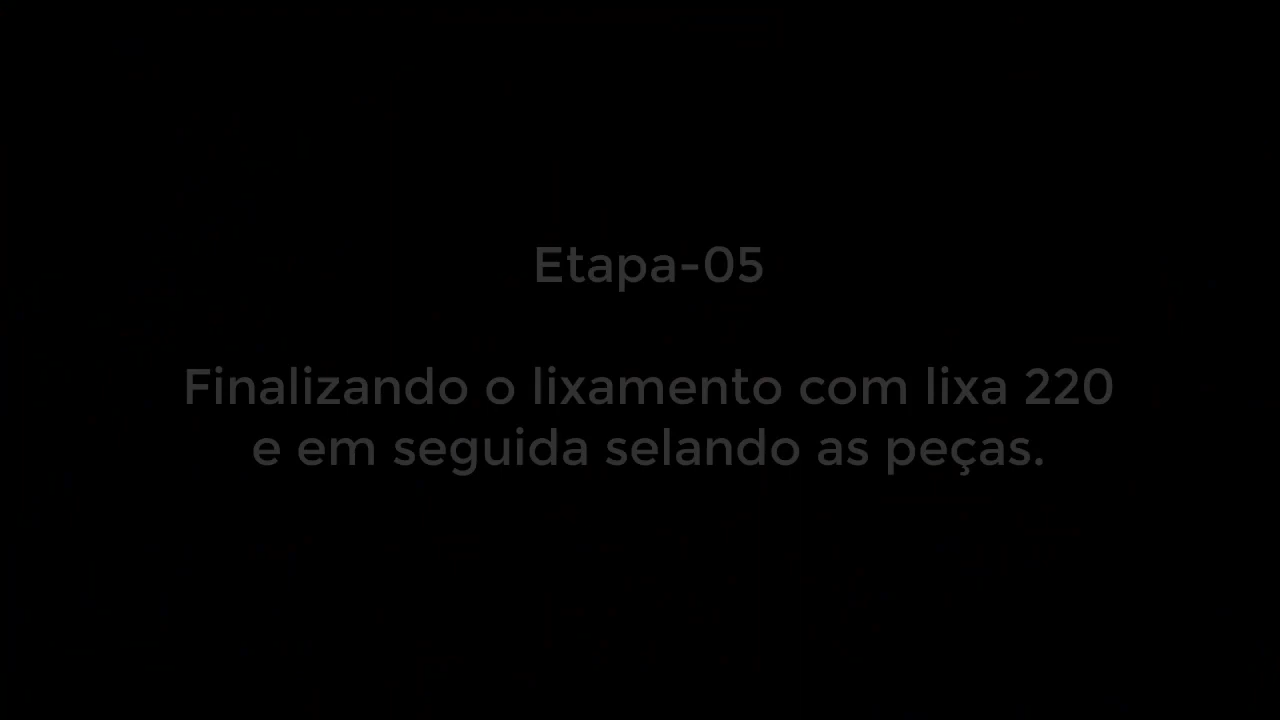 Etapa-05
Finalizando o lixamento com lixa 220
e em seguida selando as peças.